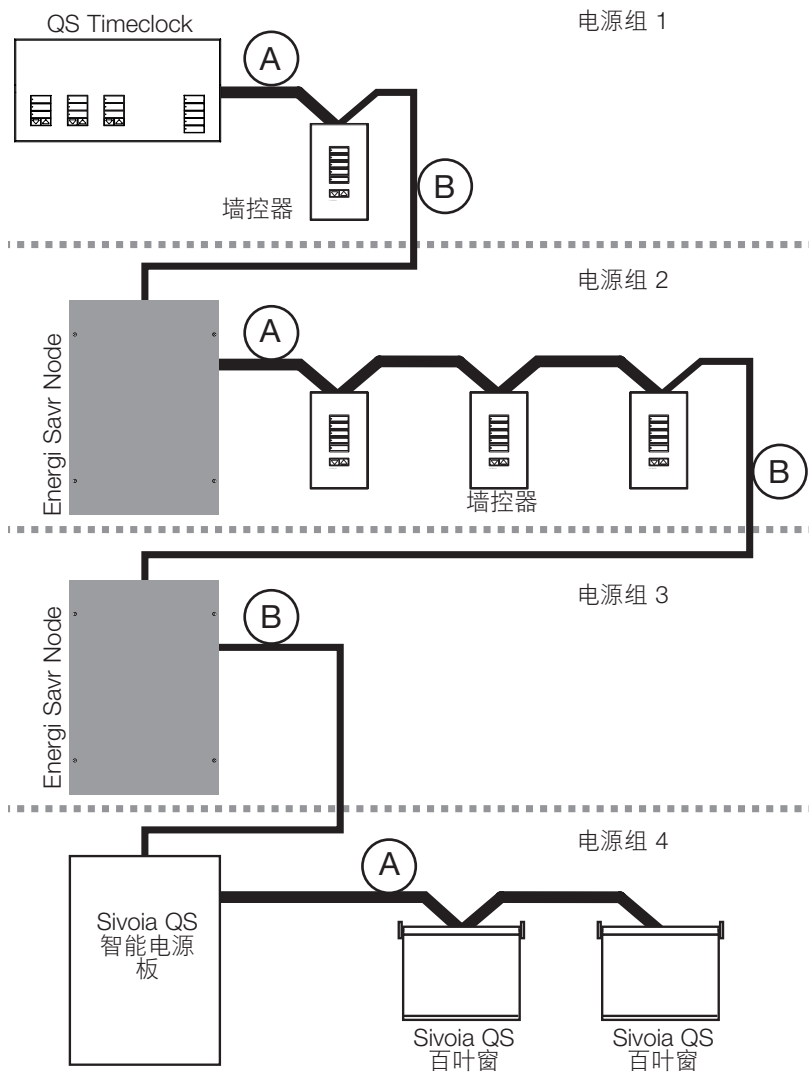 QS Timeclock
电源组 1
A
B
墙控器
电源组 2
Energi Savr Node
A
B
墙控器
电源组 3
Energi Savr Node
B
电源组 4
A
Sivoia QS
智能电源
板
Sivoia QS
百叶窗
Sivoia QS
百叶窗